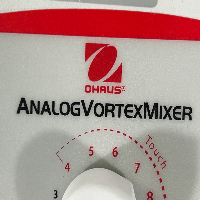 OHAUS
ANALOGVORTEXMIXER
Touch
4 5 6 7
3 8